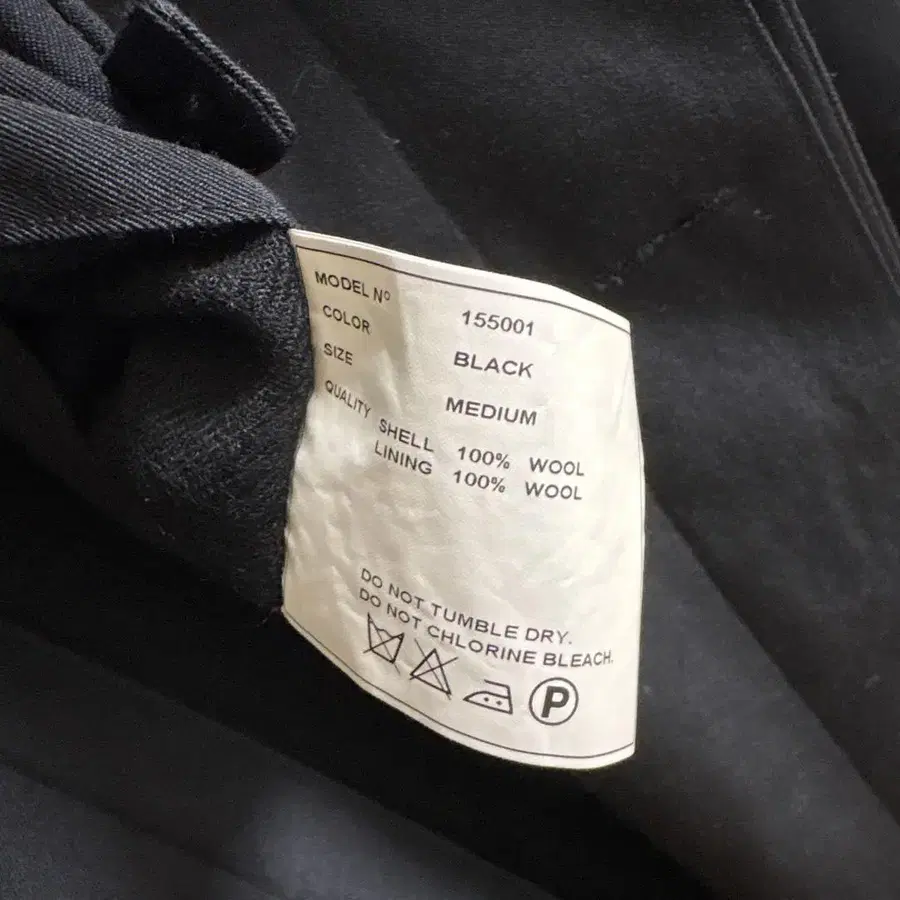 MODEL Nº 155001
COLOR BLACK
SIZE MEDIUM
QUALITY
SHELL 100% WOOL
LINING 100% WOOL
DO NOT TUMBLE DRY.
DO NOT CHLORINE BLEACH.
P